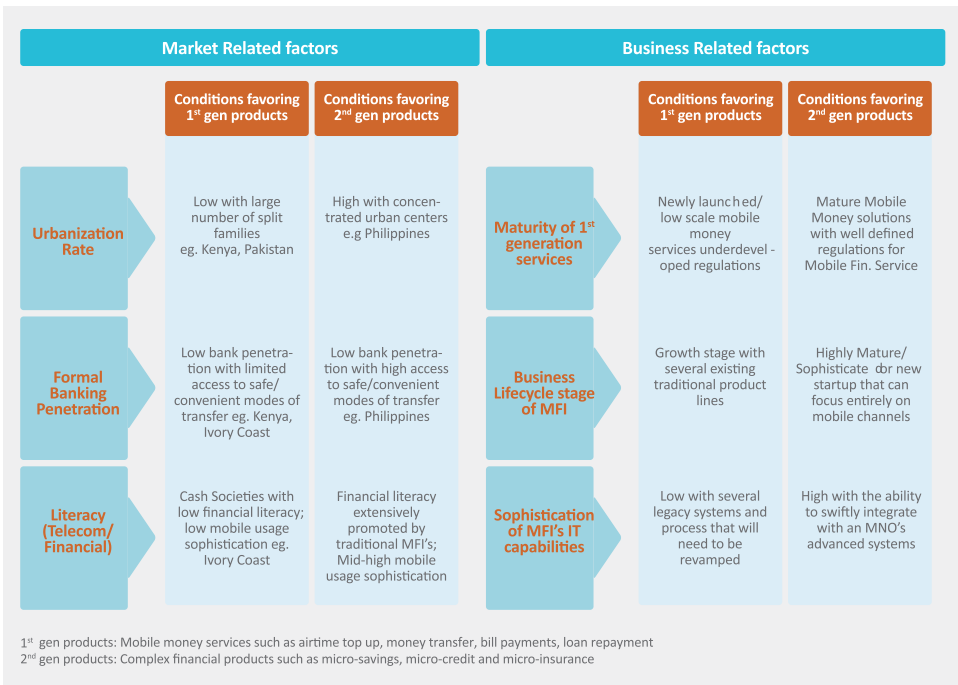 Market Related factors
Business Related factors
Conditions favoring
1st gen products
Conditions favoring
2nd gen products
Conditions favoring
1st gen products
Conditions favoring
2nd gen products
Urbanization
Rate
Low with large
number of split
families
eg. Kenya, Pakistan
High with concen-
trated urban centers
e.g Philippines
Maturity of 1st
generation
services
Newly launched/
low scale mobile
money
services underdevel -
oped regulations
Mature Mobile
Money solutions
with well defined
regulations for
Mobile Fin. Service
Formal
Banking
Penetration
Low bank penetra-
tion with limited
access to safe/
convenient modes of
transfer eg. Kenya,
Ivory Coast
Low bank penetra-
tion with high access
to safe/convenient
modes of transfer
eg. Philippines
Business
Lifecycle stage
of MFI
Growth stage with
several existing
traditional product
lines
Highly Mature/
Sophisticate dor new
startup that can
focus entirely on
mobile channels
Literacy
(Telecom/
Financial)
Cash Societies with
low financial literacy;
low mobile usage
sophistication eg.
Ivory Coast
Financial literacy
extensively
promoted by
traditional MFI's;
Mid-high mobile
usage sophistication
Sophistication
of MFI's IT
capabilities
Low with several
legacy systems and
process that will
need to be
revamped
High with the ability
to swiftly integrate
with an MNO's
advanced systems
1st gen products: Mobile money services such as airtime top up, money transfer, bill payments, loan repayment
2nd gen products: Complex financial products such as micro-savings, micro-credit and micro-insurance